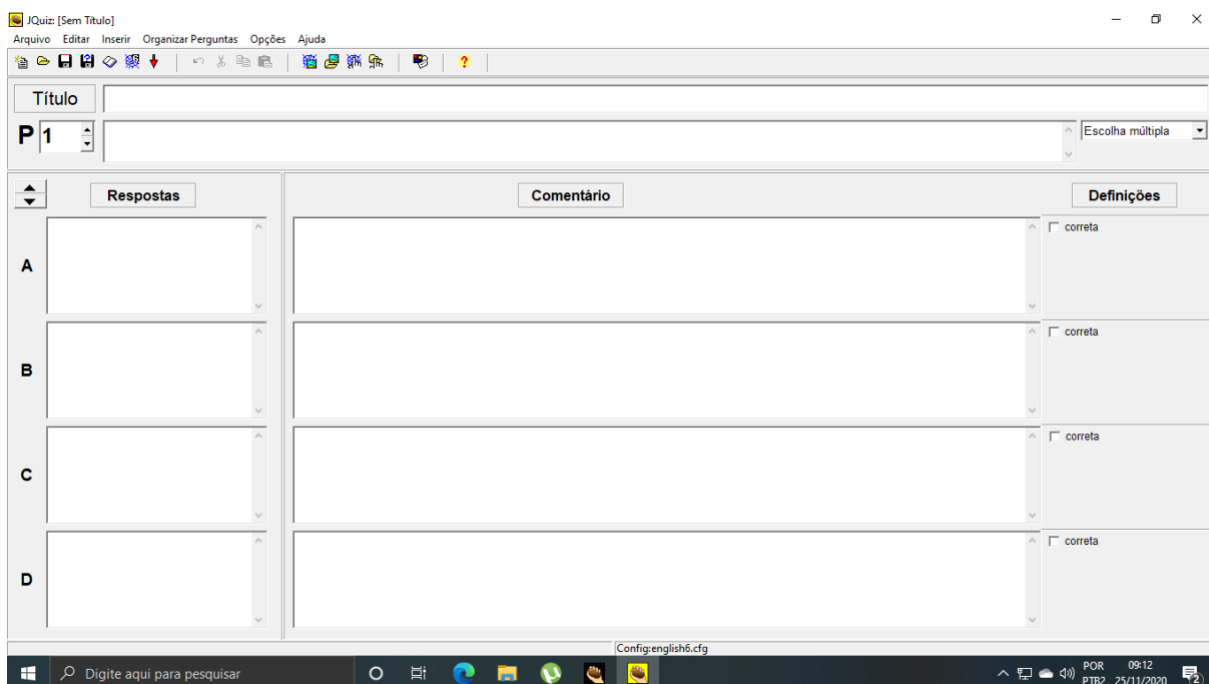 JQuiz: [Sem Título]
Arquivo Editar Inserir Organizar Perguntas Opções Ajuda
Título
P 1 Escolha múltipla
Respostas Comentário Definições
A correta
B correta
C correta
D correta
Config:english6.cfg
Digite aqui para pesquisar
POR 09:12
PTB2 25/11/2020
2